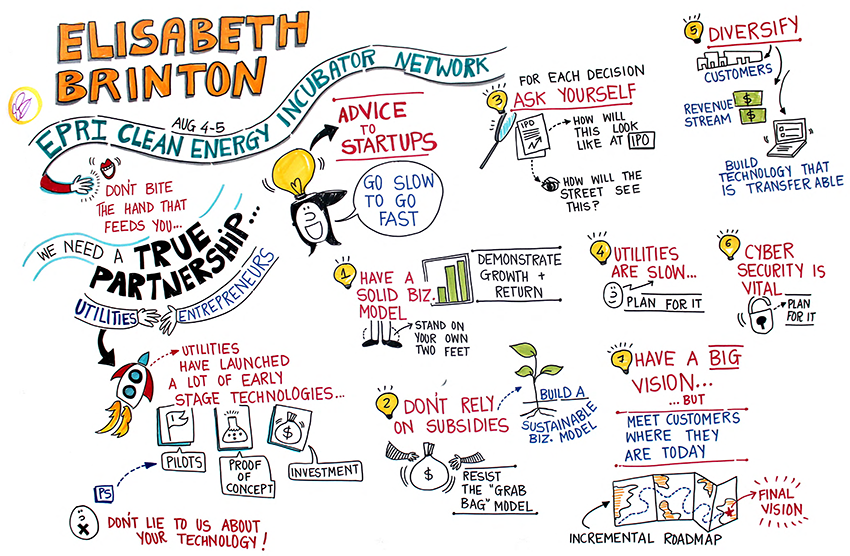 ELISABETH
BRINTON
EPRI CLEAN ENERGY INCUBATOR NETWORK
AUG 4-5
DON'T BITE
THE HAND THAT
FEEDS YOU...
WE NEED A
TRUE
PARTNERSHIP...
UTILITIES
ENTREPRENEURS
UTILITIES
HAVE LAUNCHED
A LOT OF EARLY
STAGE TECHNOLOGIES...
PILOTS
PROOF
OF
CONCEPT
$
INVESTMENT
PS
DON'T LIE TO US ABOUT
YOUR TECHNOLOGY!
ADVICE
TO
STARTUPS
GO SLOW
TO GO
FAST
1
HAVE A
SOLID BIZ.
MODEL
DEMONSTRATE
GROWTH +
RETURN
STAND ON
YOUR OWN
TWO FEET
2
DON'T RELY
ON SUBSIDIES
BUILD A
SUSTAINABLE
BIZ. MODEL
$
RESIST
THE "GRAB
BAG" MODEL
3
FOR EACH DECISION
ASK YOURSELF
IPO
HOW WILL
THIS LOOK
LIKE AT IPO
HOW WILL THE
STREET SEE
THIS?
4
UTILITIES
ARE SLOW...
PLAN FOR IT
5
DIVERSIFY
CUSTOMERS
REVENUE
STREAM
$
$
BUILD
TECHNOLOGY THAT
IS TRANSFERABLE
6
CYBER
SECURITY IS
VITAL
PLAN
FOR IT
7
HAVE A BIG
VISION...
...BUT
MEET CUSTOMERS
WHERE THEY
ARE TODAY
FINAL
VISION
INCREMENTAL ROADMAP